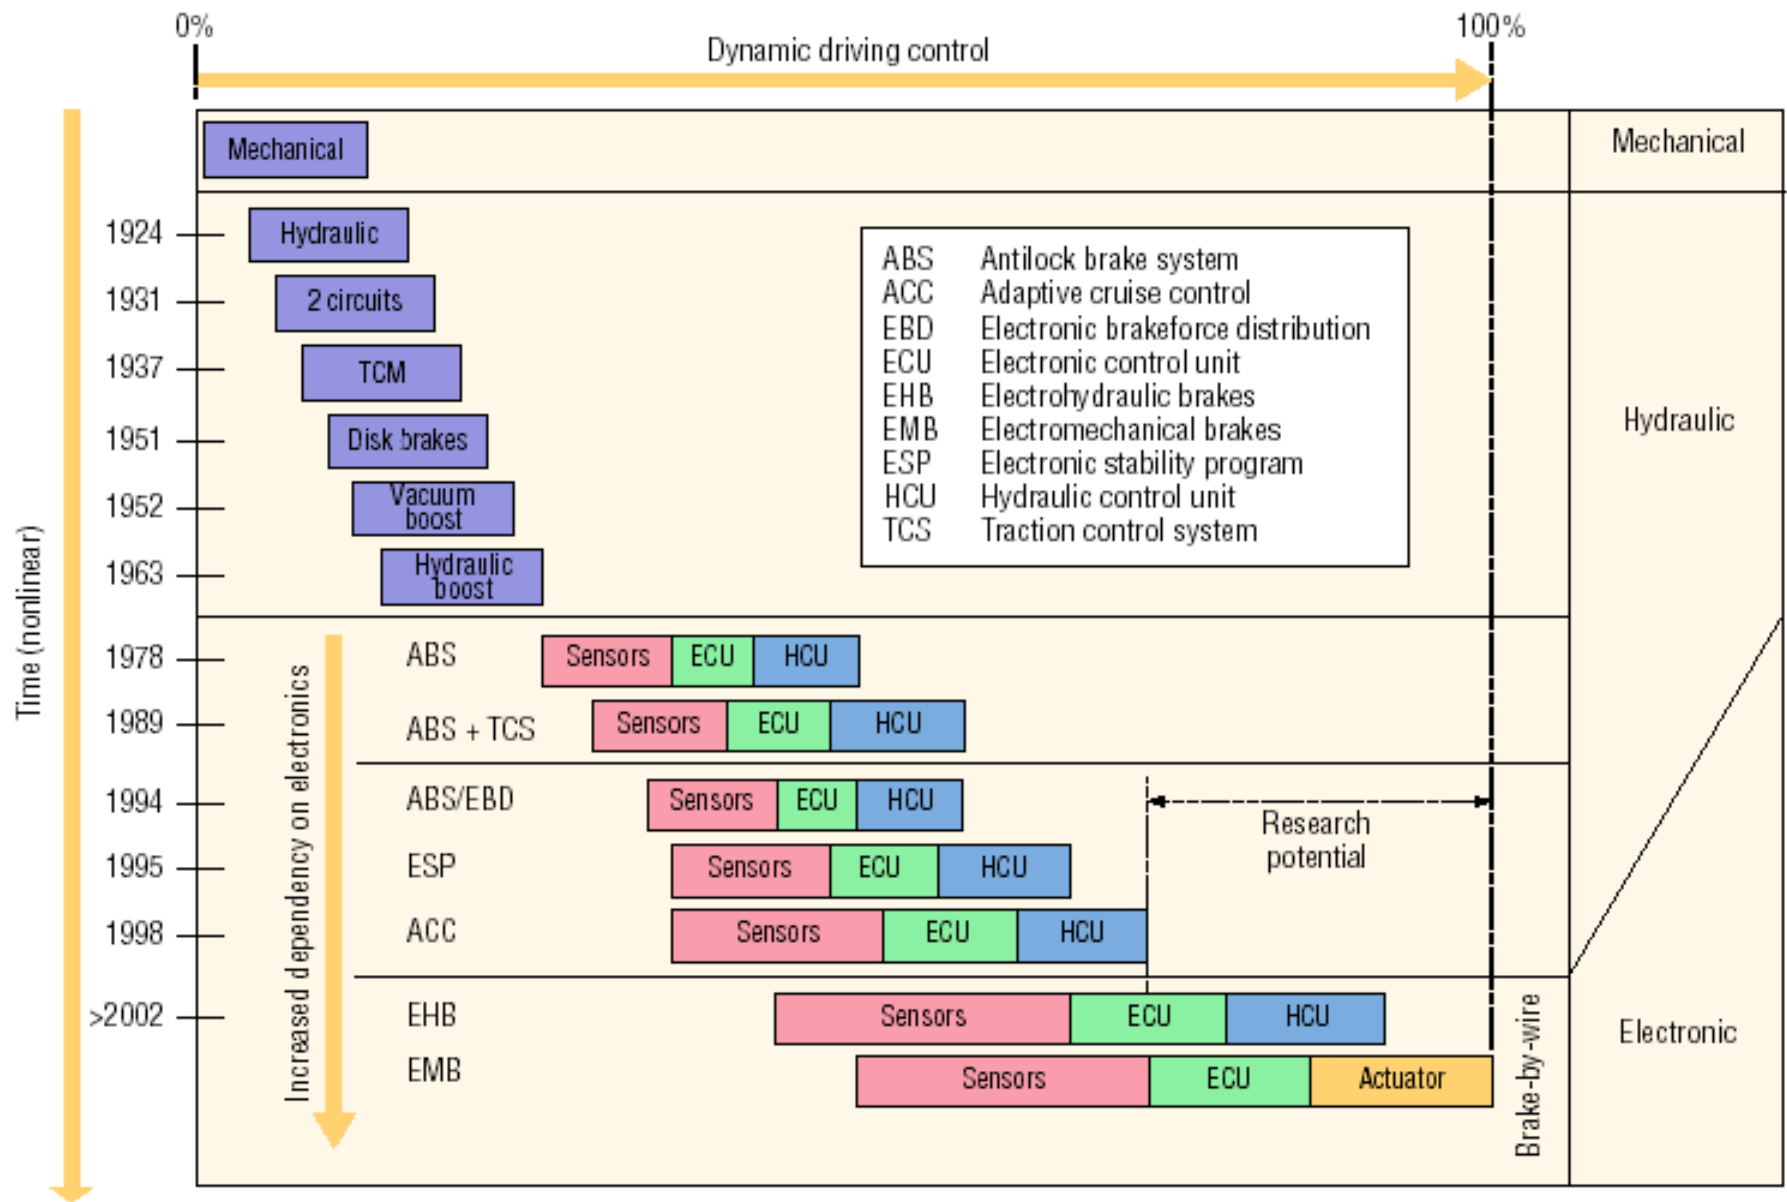 0%
100%
Dynamic driving control
Mechanical
Mechanical
1924
Hydraulic
1931
2 circuits
1937
TCM
1951
Disk brakes
1952
Vacuum
boost
1963
Hydraulic
boost
ABS Antilock brake system
ACC Adaptive cruise control
EBD Electronic brakeforce distribution
ECU Electronic control unit
EHB Electrohydraulic brakes
EMB Electromechanical brakes
ESP Electronic stability program
HCU Hydraulic control unit
TCS Traction control system
Hydraulic
Time (nonlinear)
Increased dependency on electronics
1978 ABS Sensors ECU HCU
1989 ABS + TCS Sensors ECU HCU
1994 ABS/EBD Sensors ECU HCU
Research
potential
1995 ESP Sensors ECU HCU
1998 ACC Sensors ECU HCU
>2002 EHB Sensors ECU HCU
EMB Sensors ECU Actuator
Brake-by-wire
Electronic